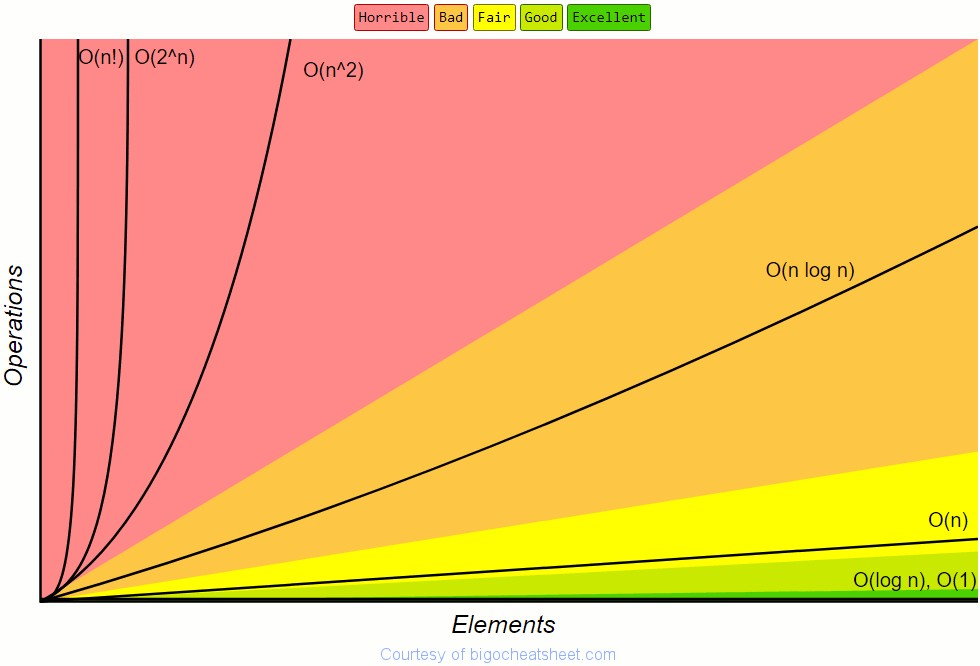 Horrible Bad Fair Good Excellent
O(n!) O(2^n)
O(n^2)
O(n log n)
Operations
O(n)
O(log n), O(1)
Elements
Courtesy of bigocheatsheet.com